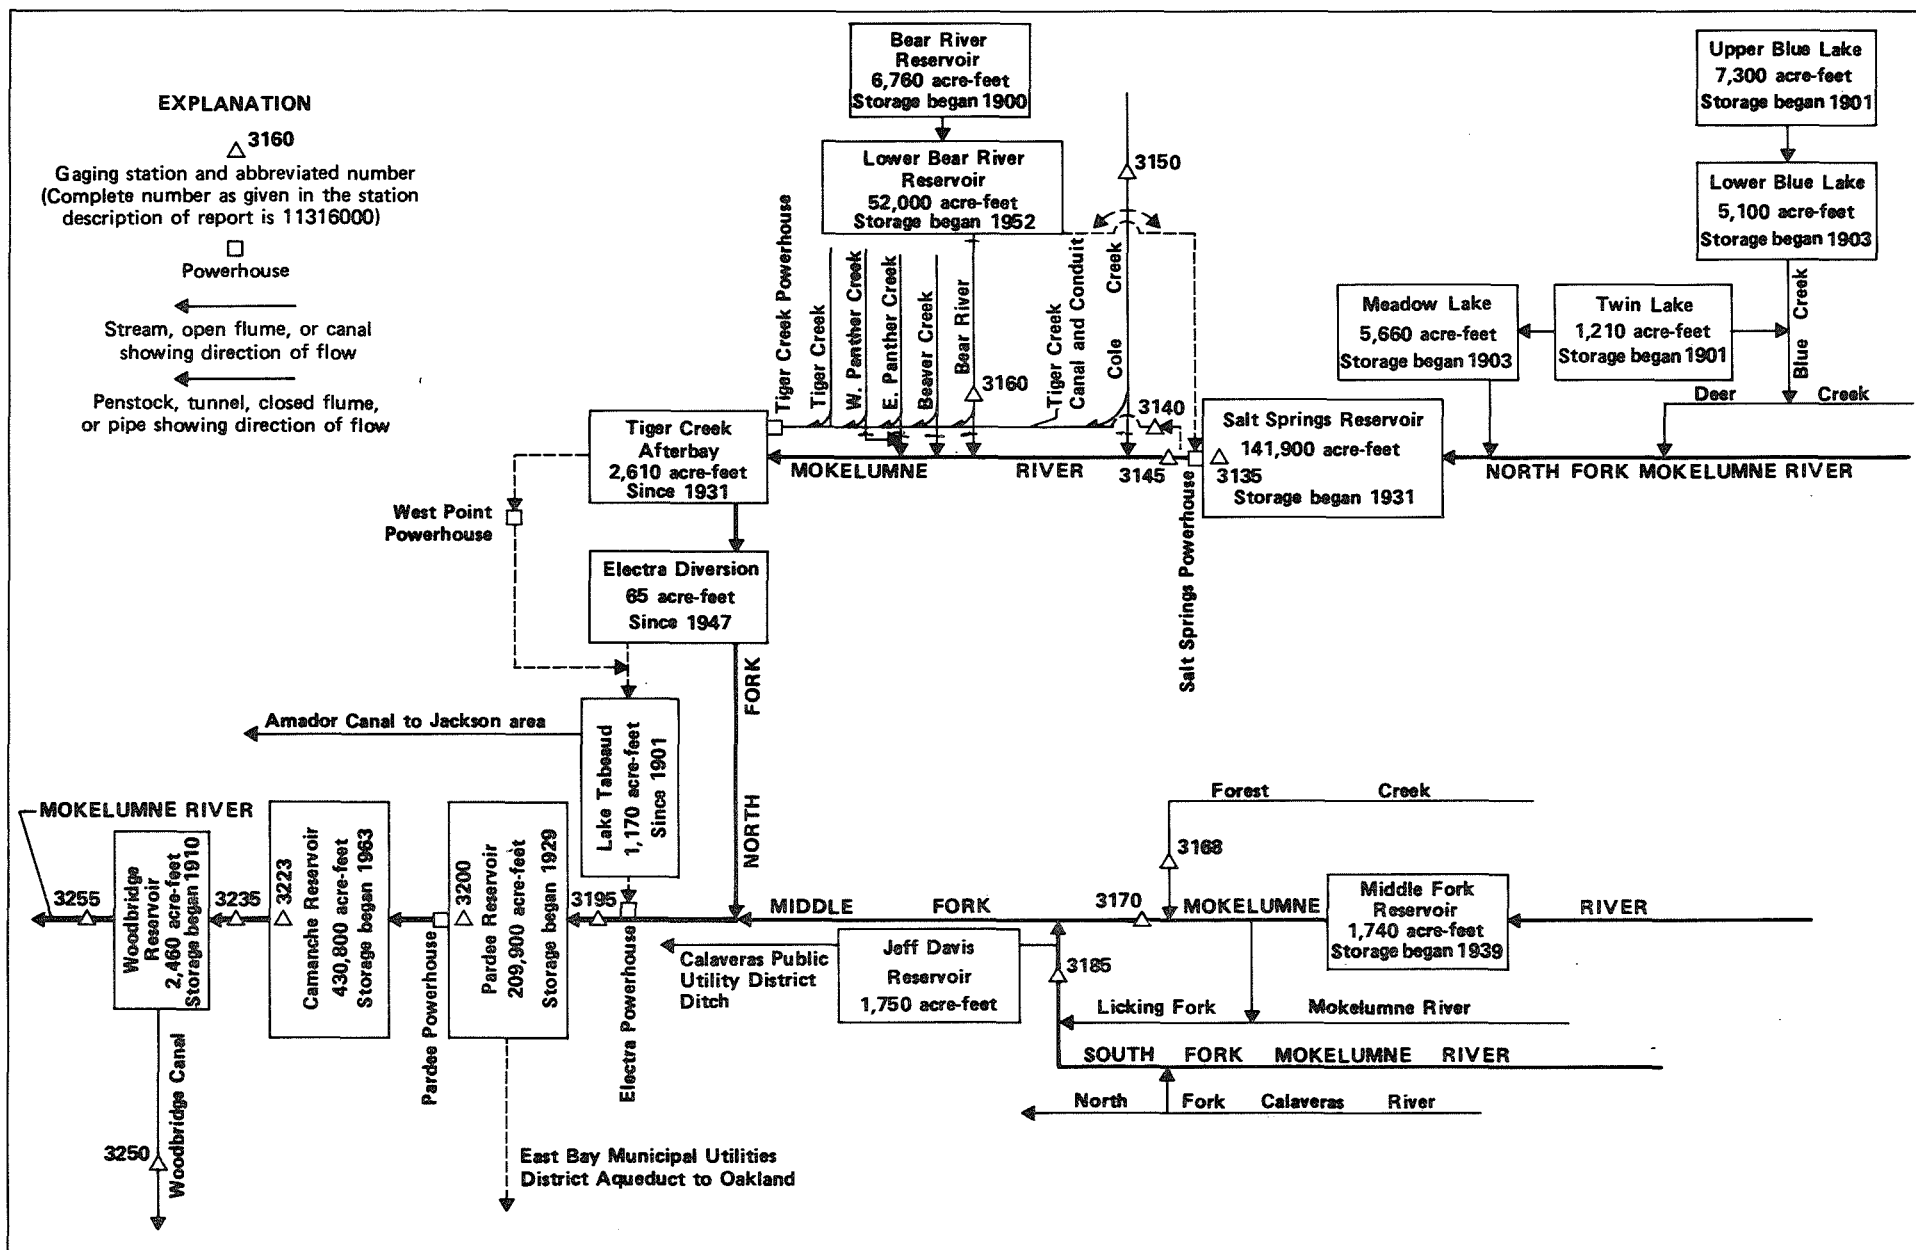 EXPLANATION
3160
Gaging station and abbreviated number
(Complete number as given in the station
description of report is 11316000)
Powerhouse
Stream, open flume, or canal
showing direction of flow
Penstock, tunnel, closed flume,
or pipe showing direction of flow
Bear River
Reservoir
6,760 acre-feet
Storage began 1900
Lower Bear River
Reservoir
52,000 acre-feet
Storage began 1952
3150
Upper Blue Lake
7,300 acre-feet
Storage began 1901
Lower Blue Lake
5,100 acre-feet
Storage began 1903
Blue Creek
Meadow Lake
5,660 acre-feet
Storage began 1903
Twin Lake
1,210 acre-feet
Storage began 1901
Deer Creek
Tiger Creek Powerhouse
Tiger Creek
W. Panther Creek
E. Panther Creek
Beaver Creek
Bear River
3160
Tiger Creek
Canal and Conduit
Cole Creek
3140
Tiger Creek
Afterbay
2,610 acre-feet
Since 1931
MOKELUMNE RIVER
3145
Salt Springs Powerhouse
Salt Springs Reservoir
141,900 acre-feet
3135
Storage began 1931
NORTH FORK MOKELUMNE RIVER
West Point
Powerhouse
Electra Diversion
65 acre-feet
Since 1947
NORTH FORK
Amador Canal to Jackson area
Lake Tabeaud
1,170 acre-feet
Since 1901
MOKELUMNE RIVER
3255
Woodbridge
Reservoir
2,460 acre-feet
Storage began 1910
3235
3223
Camanche Reservoir
430,800 acre-feet
Storage began 1963
Pardee Powerhouse
3200
Pardee Reservoir
209,900 acre-feet
Storage began 1929
3195
Electra Powerhouse
MIDDLE FORK
3170
MOKELUMNE
RIVER
Forest Creek
3168
Middle Fork
Reservoir
1,740 acre-feet
Storage began 1939
Calaveras Public
Utility District
Ditch
Jeff Davis
Reservoir
1,750 acre-feet
3185
Licking Fork Mokelumne River
SOUTH FORK MOKELUMNE RIVER
North Fork Calaveras River
Woodbridge Canal
3250
East Bay Municipal Utilities
District Aqueduct to Oakland